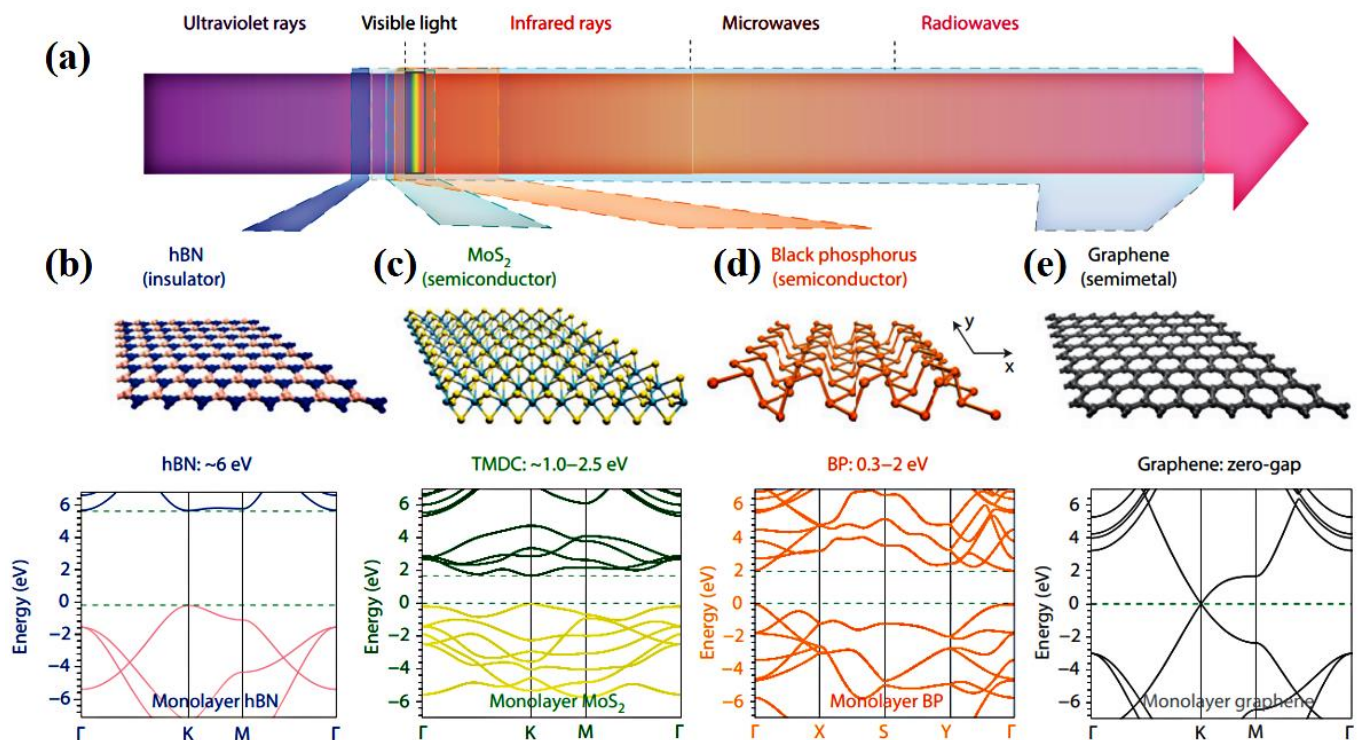 Ultraviolet rays Visible light Infrared rays Microwaves Radiowaves
(a)
(b) hBN
(insulator)
(c) MoS₂
(semiconductor)
(d) Black phosphorus
(semiconductor)
y
x
(e) Graphene
(semimetal)
hBN: ~6 eV
Energy (eV)
6
4
2
0
−2
−4
−6
Monolayer hBN
Γ K M Γ
TMDC: ~1.0–2.5 eV
Energy (eV)
6
4
2
0
−2
−4
−6
Monolayer MoS₂
Γ K M Γ
BP: 0.3–2 eV
Energy (eV)
6
4
2
0
−2
−4
−6
Monolayer BP
Γ X S Y Γ
Graphene: zero-gap
Energy (eV)
6
4
2
0
−2
−4
−6
Monolayer graphene
Γ K M Γ